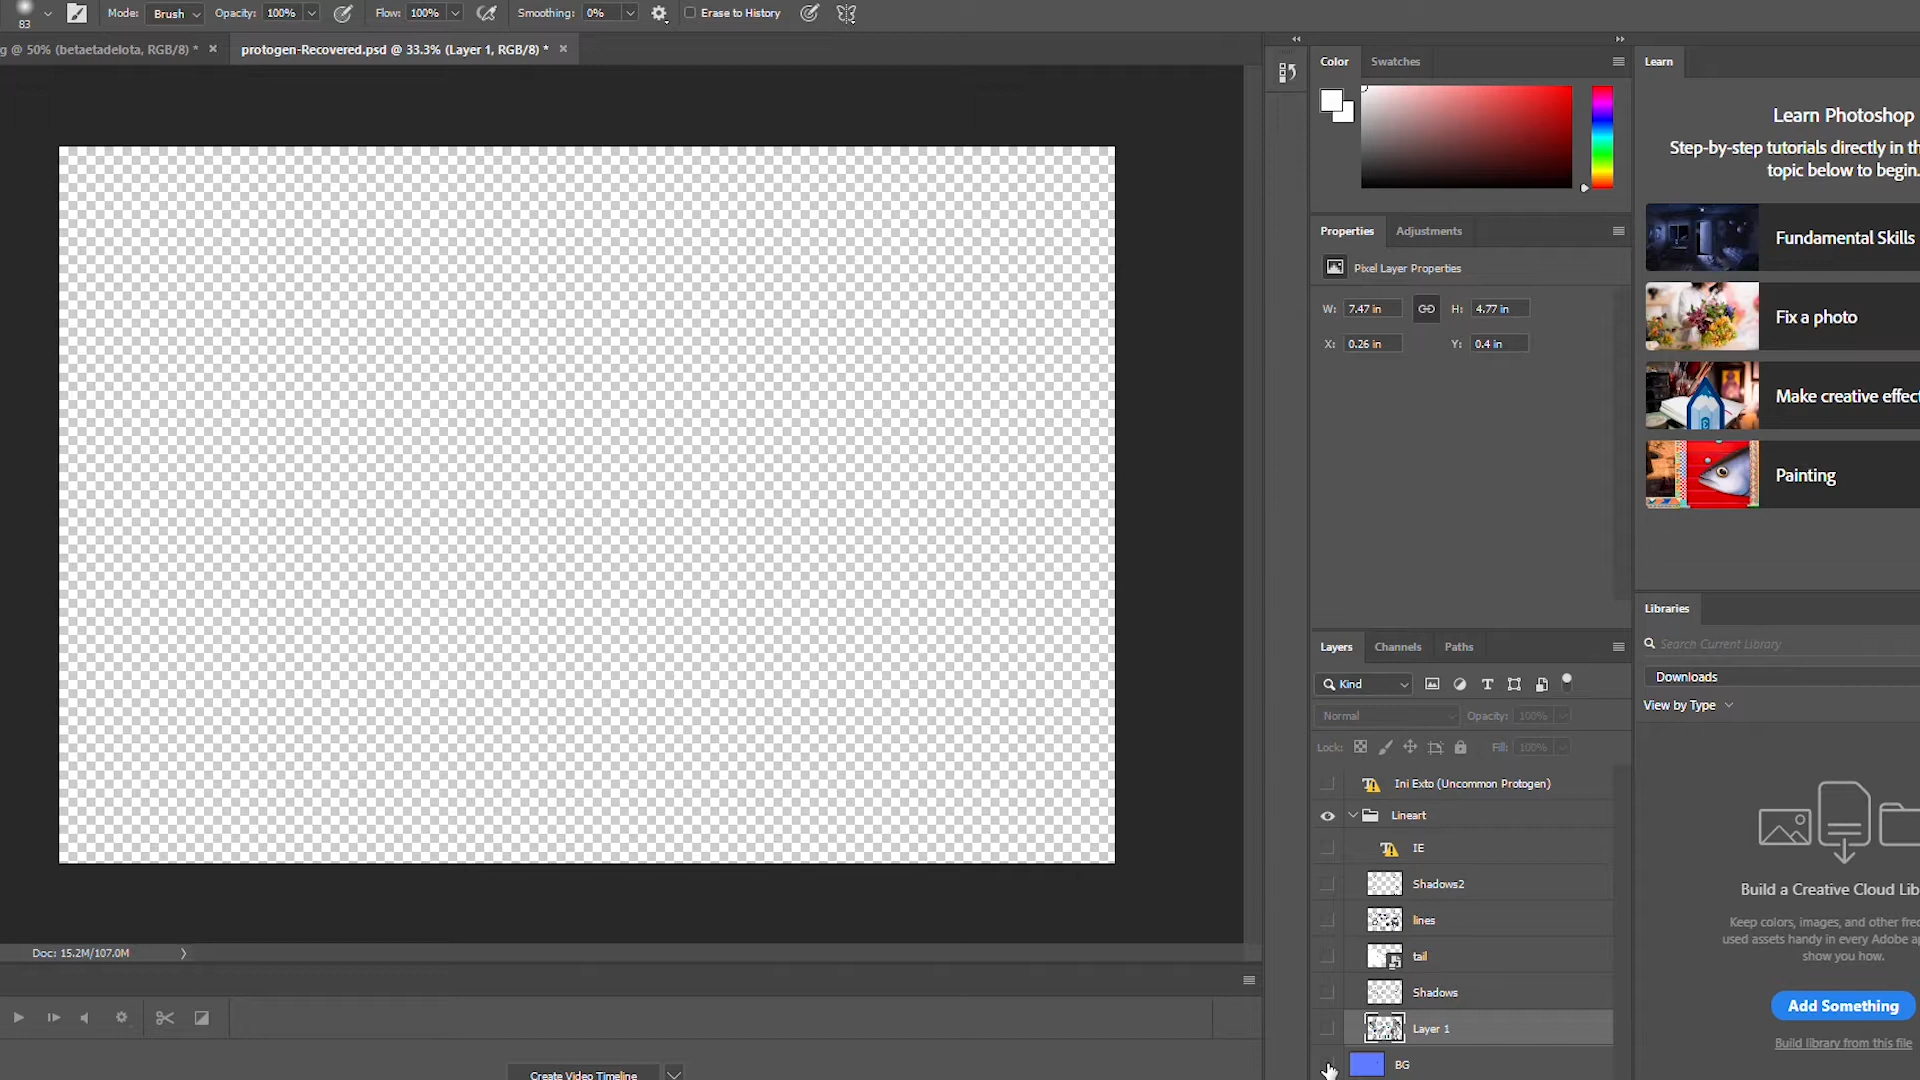 83
Mode: Brush Opacity: 100% Flow: 100% Smoothing: 0% Erase to History
g @ 50% (betaetadelota, RGB/8) * × protogen-Recovered.psd @ 33.3% (Layer 1, RGB/8) * ×
Color Swatches
Learn
Learn Photoshop
Step-by-step tutorials directly in th
topic below to begin.
Fundamental Skills
Fix a photo
Make creative effect
Painting
Properties Adjustments
Pixel Layer Properties
W: 7.47 in H: 4.77 in
X: 0.26 in Y: 0.4 in
Libraries
Search Current Library
Downloads
View by Type
Build a Creative Cloud Lib
Keep colors, images, and other fre
used assets handy in every Adobe ap
show you how.
Add Something
Build library from this file
Layers Channels Paths
Kind
Normal Opacity: 100%
Lock: Fill: 100%
Ini Exto (Uncommon Protogen)
Lineart
IE
Shadows2
lines
tail
Shadows
Layer 1
BG
Doc: 15.2M/107.0M
Create Video Timeline